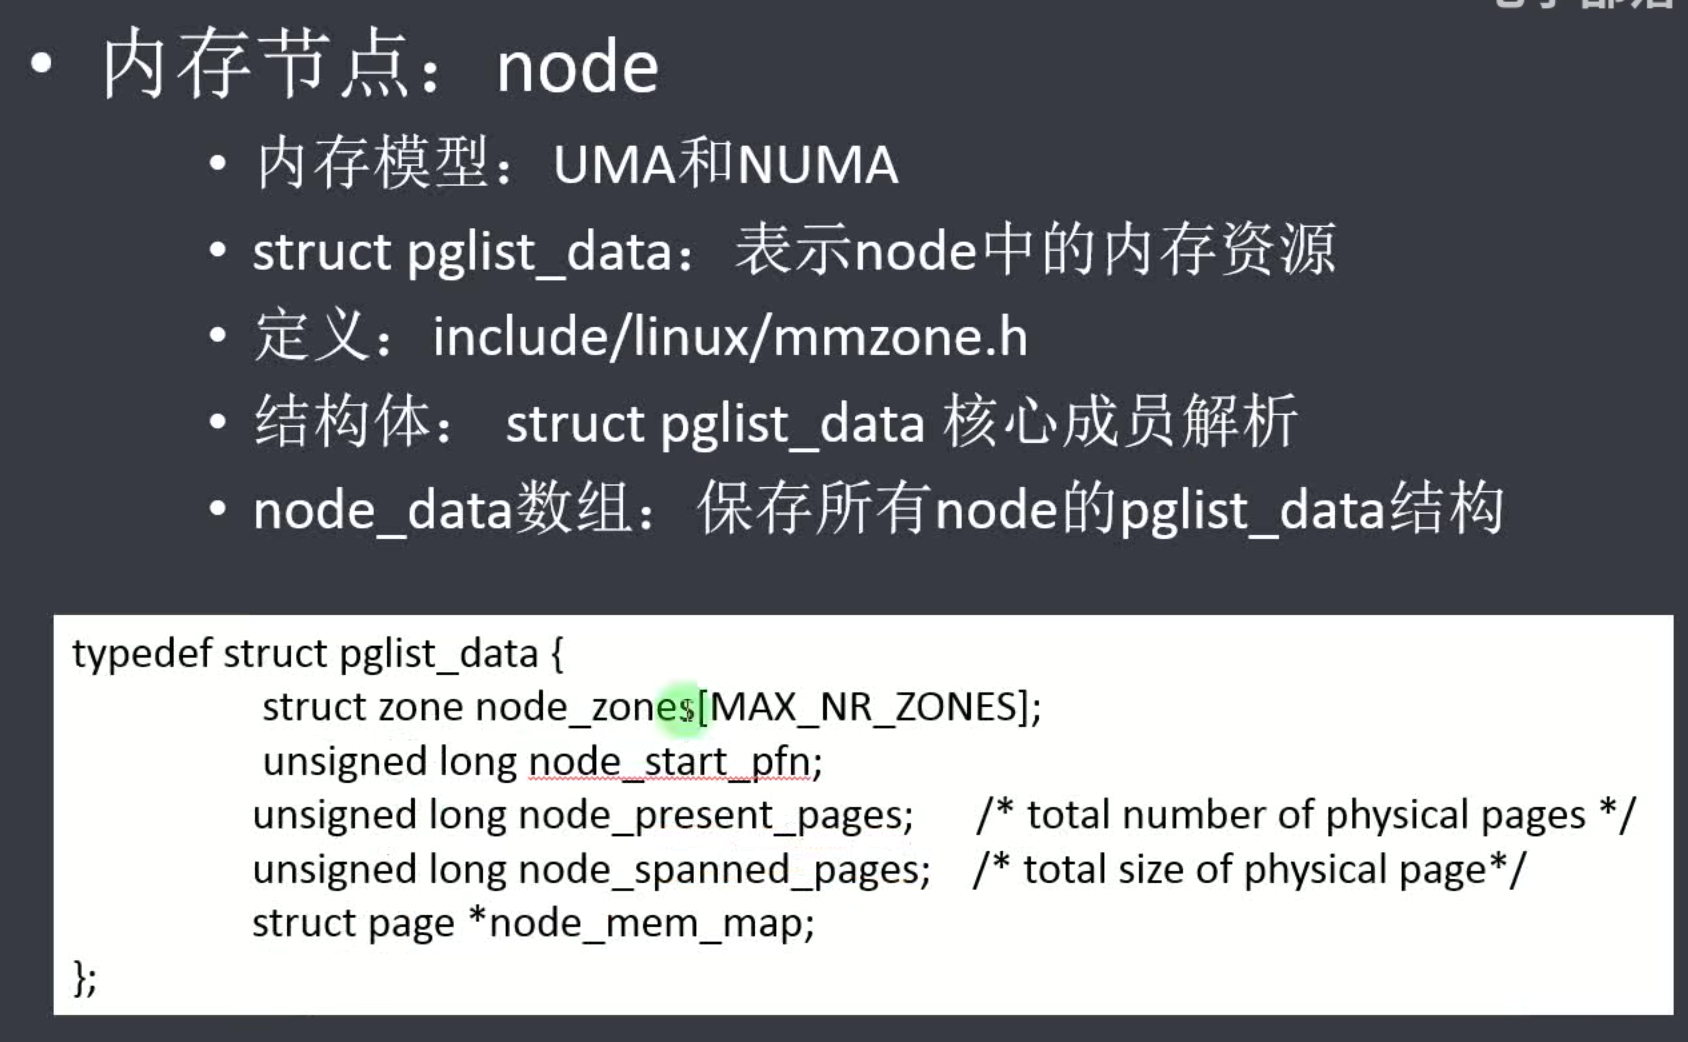 • 内存节点： node
• 内存模型： UMA和NUMA
• struct pglist_data： 表示node中的内存资源
• 定义： include/linux/mmzone.h
• 结构体： struct pglist_data 核心成员解析
• node_data数组： 保存所有node的pglist_data结构
typedef struct pglist_data {
struct zone node_zones[MAX_NR_ZONES];
unsigned long node_start_pfn;
unsigned long node_present_pages; /* total number of physical pages */
unsigned long node_spanned_pages; /* total size of physical page*/
struct page *node_mem_map;
};